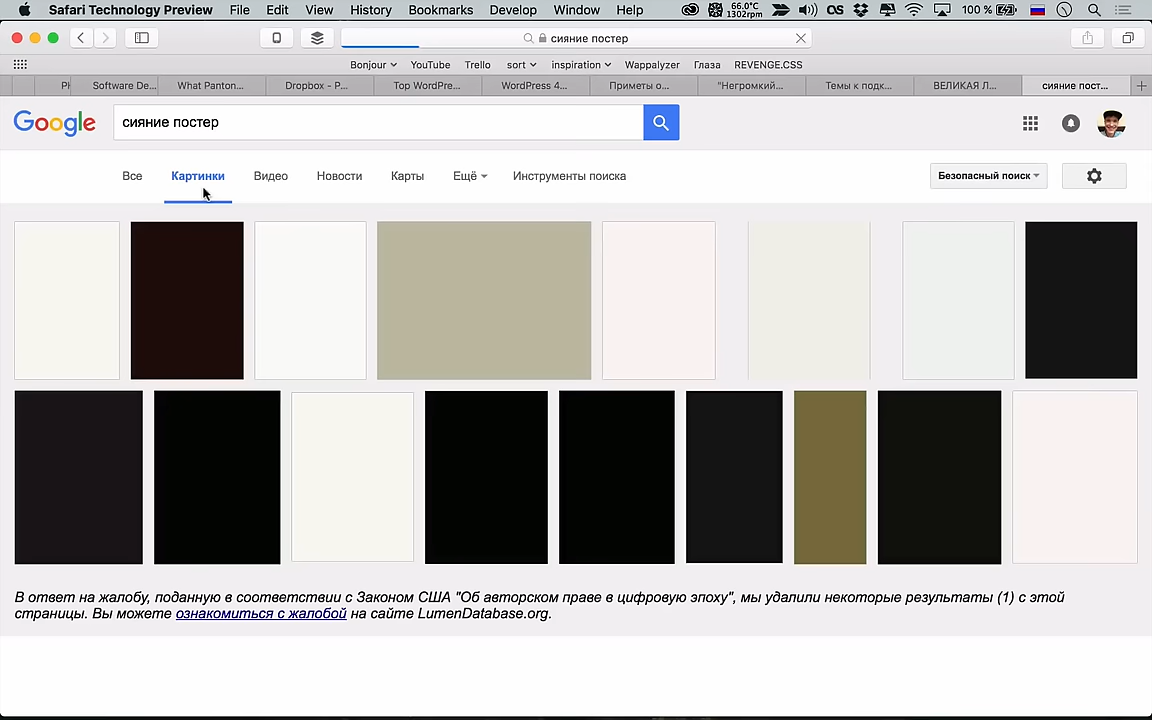 Safari Technology Preview File Edit View History Bookmarks Develop Window Help 66.0°C 1302rpm 100 %
сияние постер
Bonjour YouTube Trello sort inspiration Wappalyzer Глаза REVENGE.CSS
Software De... What Panton... Dropbox - P... Top WordPre... WordPress 4... Приметы о... "Негромкий... Темы к подк... ВЕЛИКАЯ Л... сияние пост...
Google сияние постер
Все Картинки Видео Новости Карты Ещё Инструменты поиска Безопасный поиск
В ответ на жалобу, поданную в соответствии с Законом США "Об авторском праве в цифровую эпоху", мы удалили некоторые результаты (1) с этой
страницы. Вы можете ознакомиться с жалобой на сайте LumenDatabase.org.